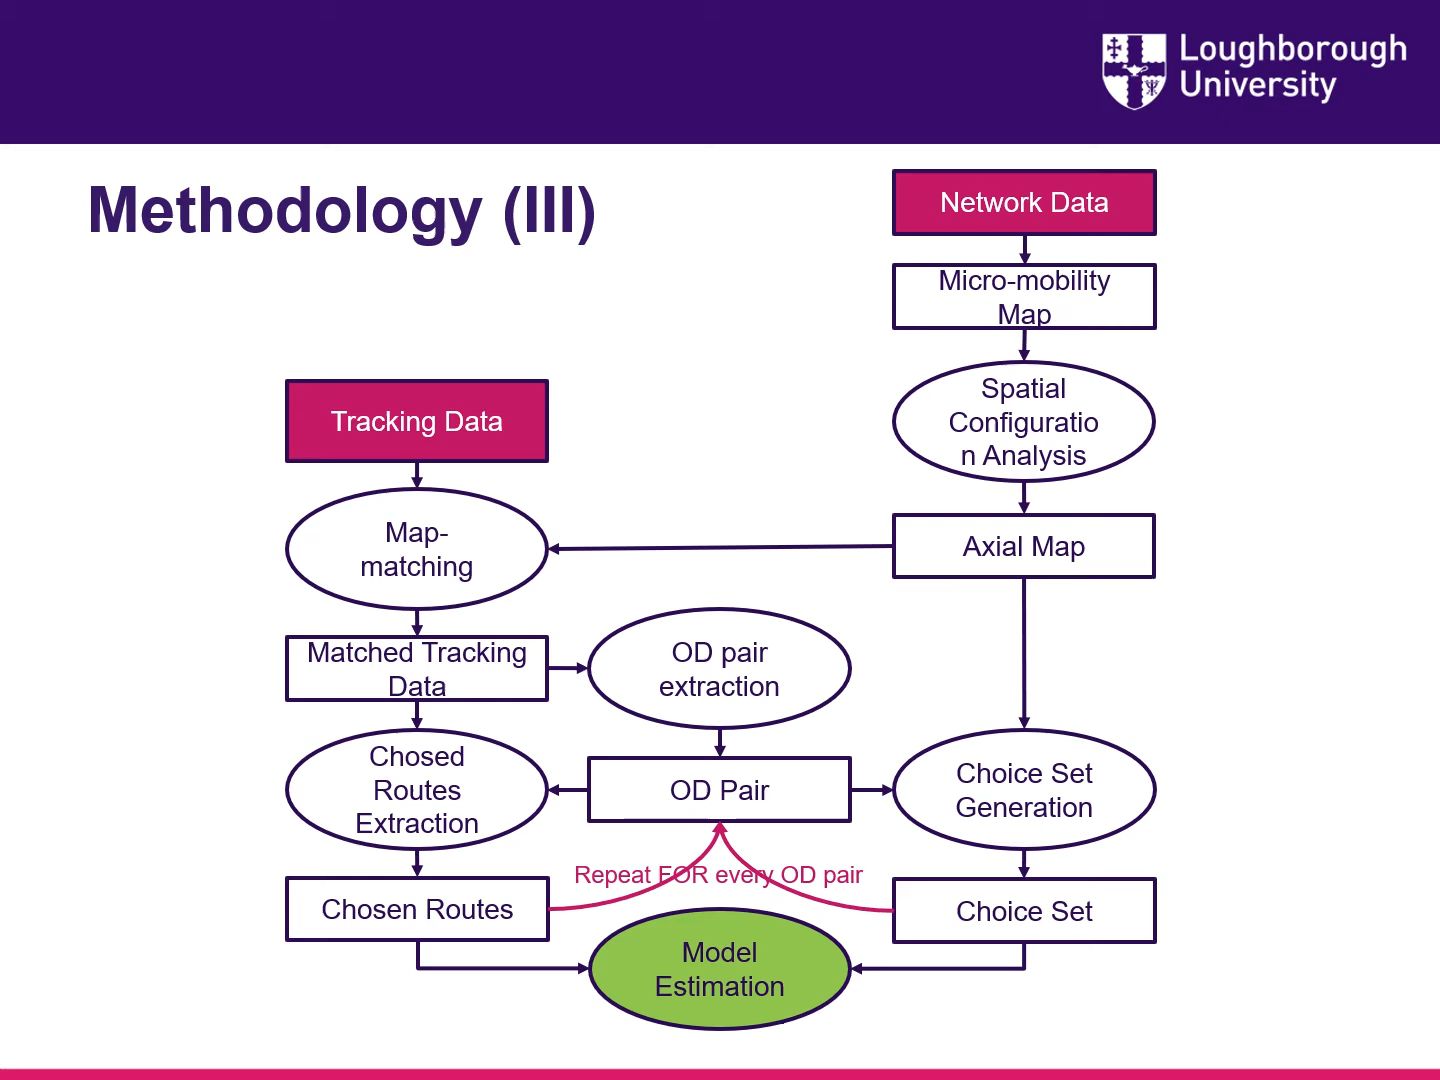 Loughborough
University
Methodology (III)
Network Data
Micro-mobility
Map
Spatial
Configuratio
n Analysis
Tracking Data
Map-
matching
Axial Map
Matched Tracking
Data
OD pair
extraction
Chosed
Routes
Extraction
OD Pair
Choice Set
Generation
Repeat FOR every OD pair
Chosen Routes
Choice Set
Model
Estimation